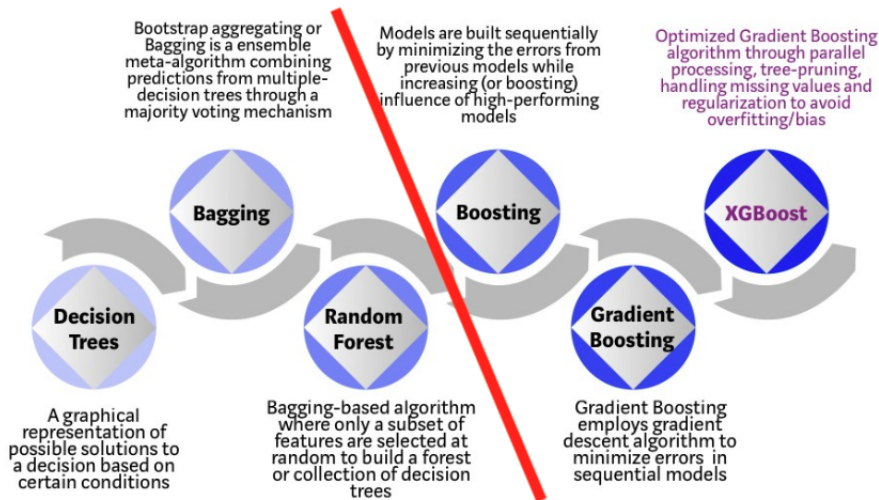 Bootstrap aggregating or
Bagging is a ensemble
meta-algorithm combining
predictions from multiple-
decision trees through a
majority voting mechanism
Models are built sequentially
by minimizing the errors from
previous models while
increasing (or boosting)
influence of high-performing
models
Optimized Gradient Boosting
algorithm through parallel
processing, tree-pruning,
handling missing values and
regularization to avoid
overfitting/bias
Bagging
Boosting
XGBoost
Decision
Trees
Random
Forest
Gradient
Boosting
A graphical
representation of
possible solutions to
a decision based on
certain conditions
Bagging-based algorithm
where only a subset of
features are selected at
random to build a forest
or collection of decision
trees
Gradient Boosting
employs gradient
descent algorithm to
minimize errors in
sequential models